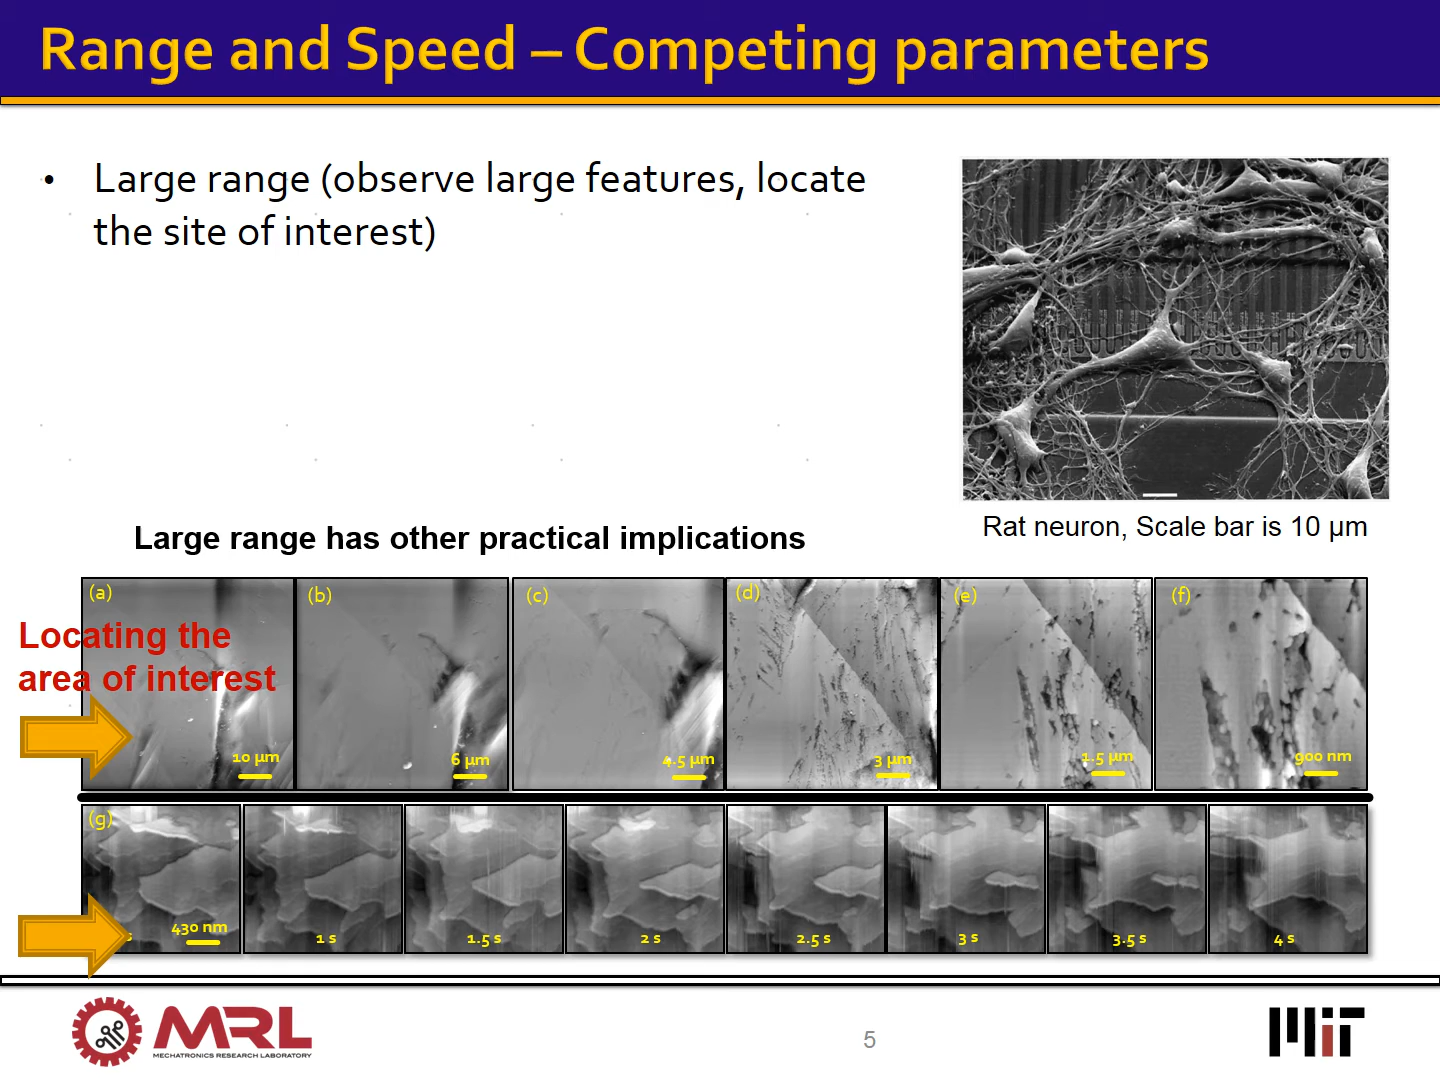 Range and Speed – Competing parameters
• Large range (observe large features, locate
the site of interest)
Rat neuron, Scale bar is 10 µm
Large range has other practical implications
Locating the
area of interest
(a)
10 µm
(b)
6 µm
(c)
4.5 µm
(d)
3 µm
(e)
1.5 µm
(f)
900 nm
(g)
s
430 nm
1 s
1.5 s
2 s
2.5 s
3 s
3.5 s
4 s
MRL
MECHATRONICS RESEARCH LABORATORY
5
MIT